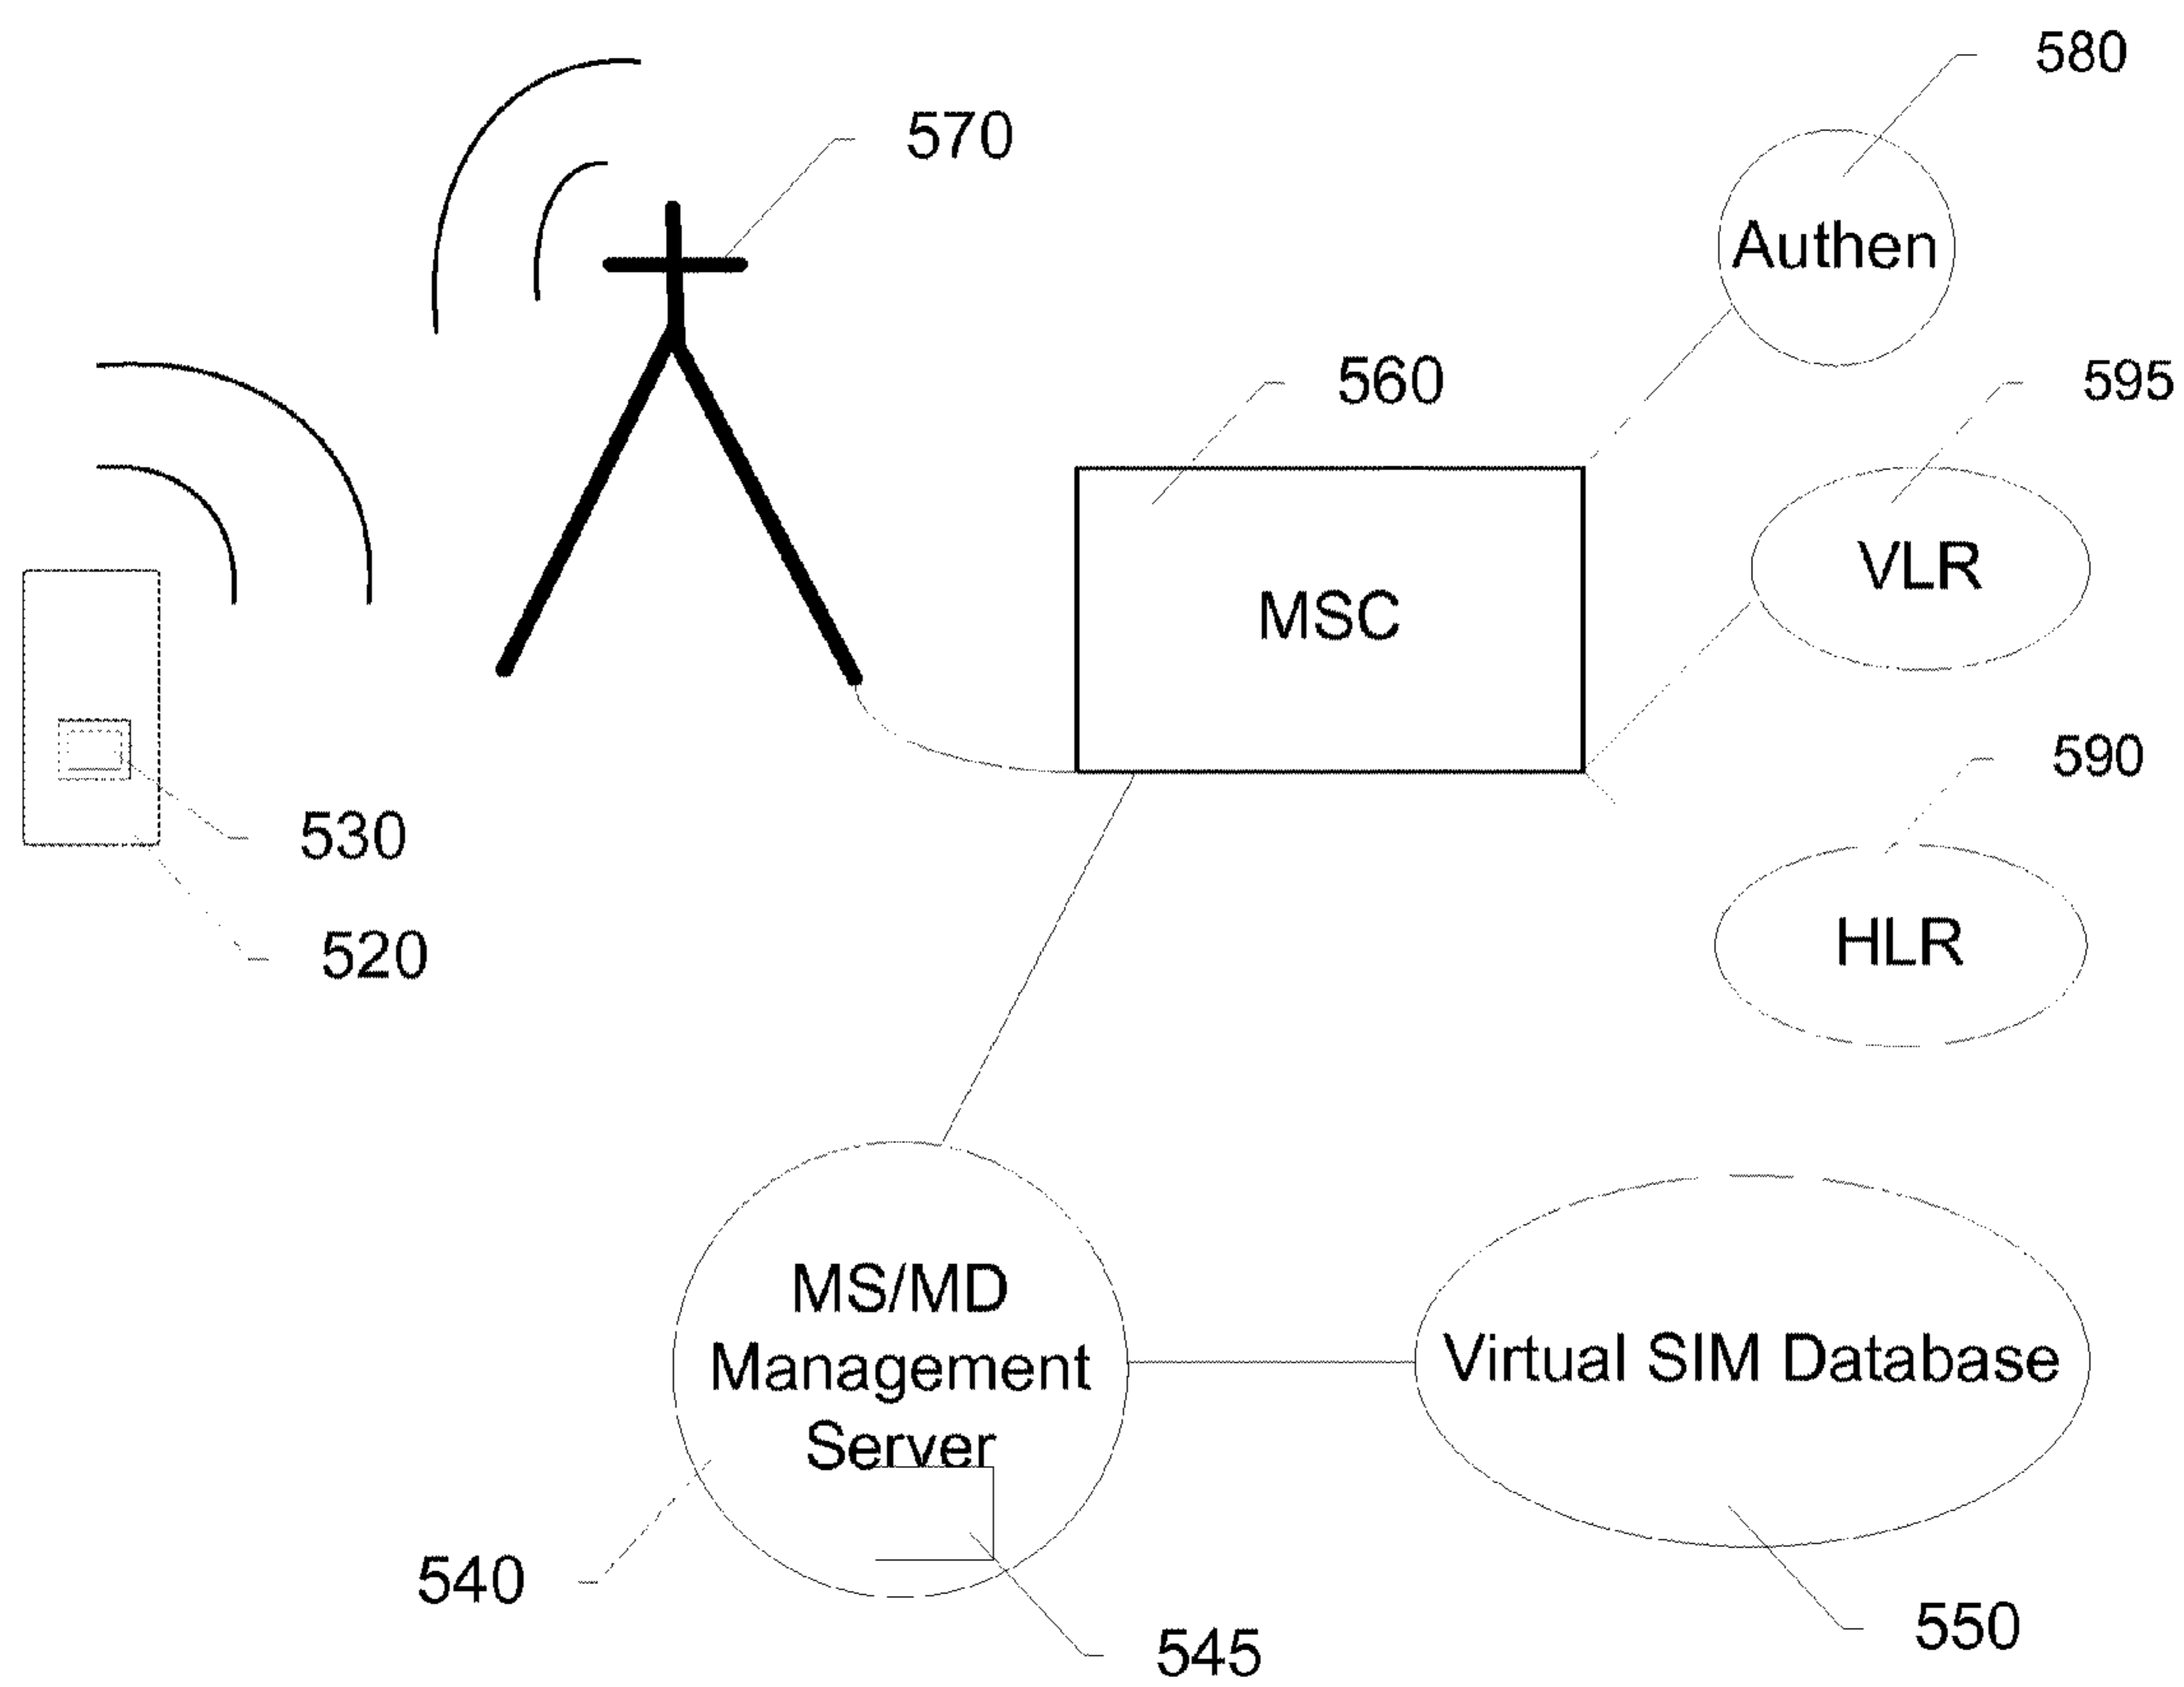 580
570
Authen
560
595
VLR
MSC
590
530
HLR
520
MS/MD
Management
Server
Virtual SIM Database
540
550
545